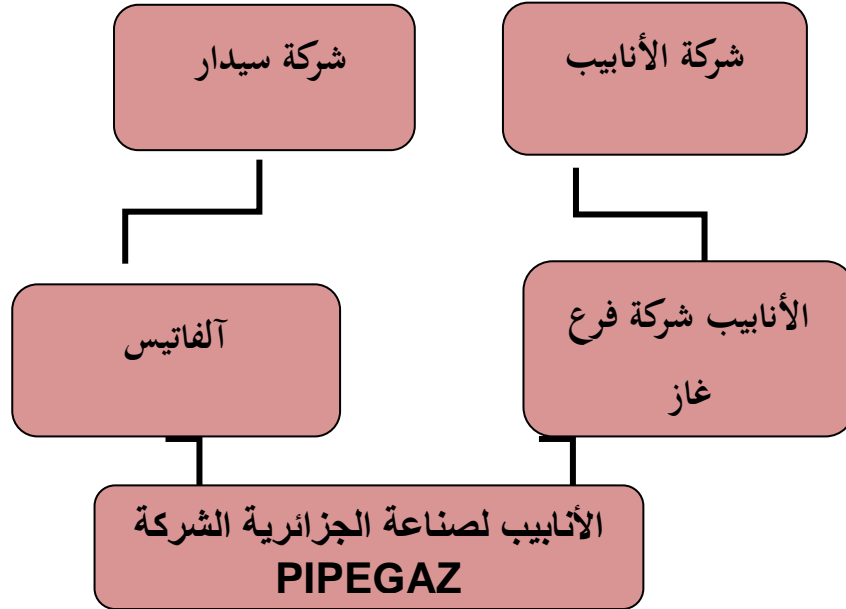 شركة الأنابيب
شركة سيدار
الأنابيب شركة فرع
غاز
آلفاتيس
الأنابيب لصناعة الجزائرية الشركة
PIPEGAZ